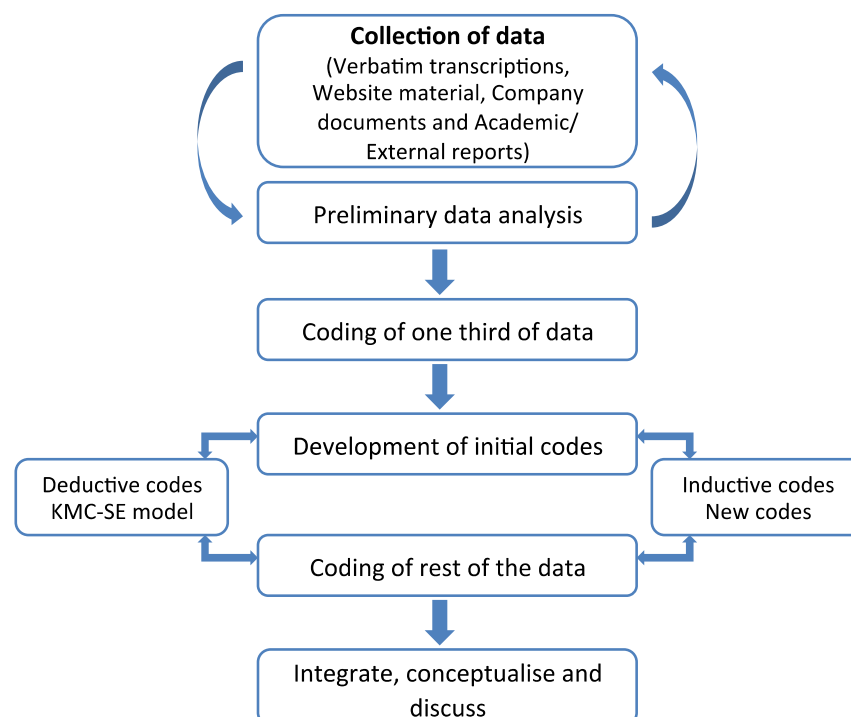 Collection of data
(Verbatim transcriptions,
Website material, Company
documents and Academic/
External reports)
Preliminary data analysis
Coding of one third of data
Development of initial codes
Deductive codes
KMC-SE model
Inductive codes
New codes
Coding of rest of the data
Integrate, conceptualise and
discuss